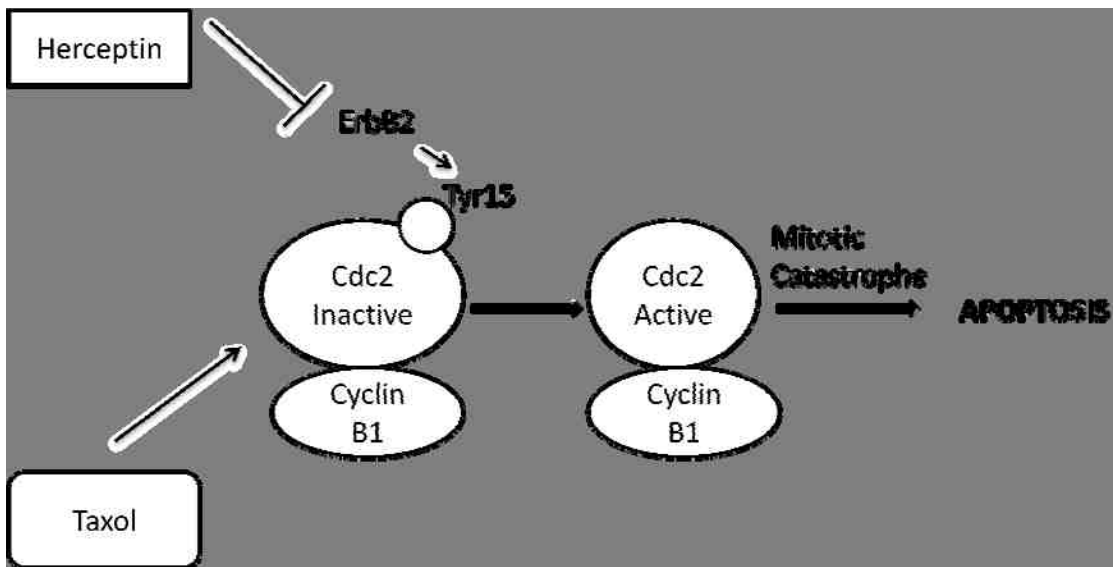 Herceptin
ErbB2
Tyr15
Cdc2
Inactive
Cdc2
Active
Mitotic
Catastrophe
APOPTOSIS
Cyclin
B1
Cyclin
B1
Taxol